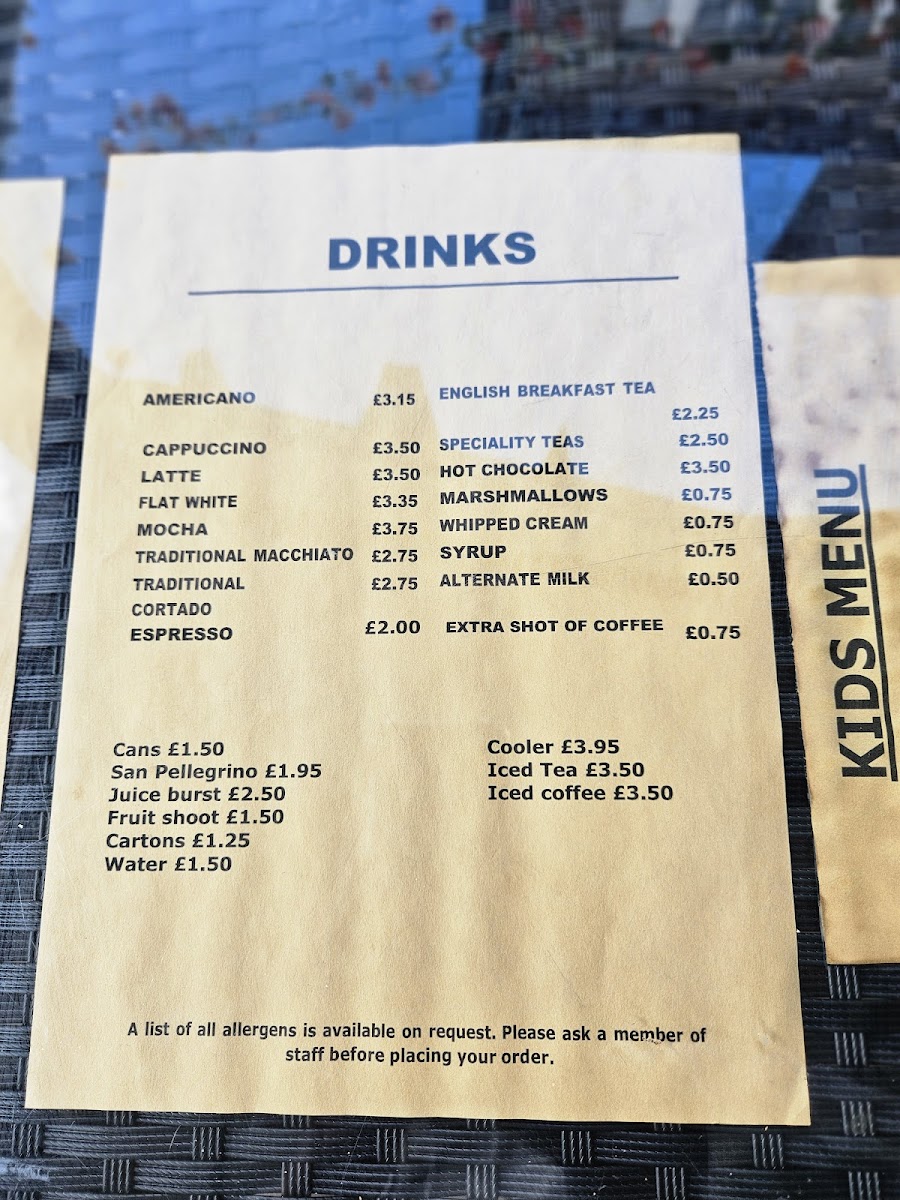 DRINKS
AMERICANO £3.15
CAPPUCCINO £3.50
LATTE £3.50
FLAT WHITE £3.35
MOCHA £3.75
TRADITIONAL MACCHIATO £2.75
TRADITIONAL £2.75
CORTADO
ESPRESSO £2.00
ENGLISH BREAKFAST TEA
£2.25
SPECIALITY TEAS £2.50
HOT CHOCOLATE £3.50
MARSHMALLOWS £0.75
WHIPPED CREAM £0.75
SYRUP £0.75
ALTERNATE MILK £0.50
EXTRA SHOT OF COFFEE £0.75
Cans £1.50
San Pellegrino £1.95
Juice burst £2.50
Fruit shoot £1.50
Cartons £1.25
Water £1.50
Cooler £3.95
Iced Tea £3.50
Iced coffee £3.50
A list of all allergens is available on request. Please ask a member of
staff before placing your order.
KIDS MENU